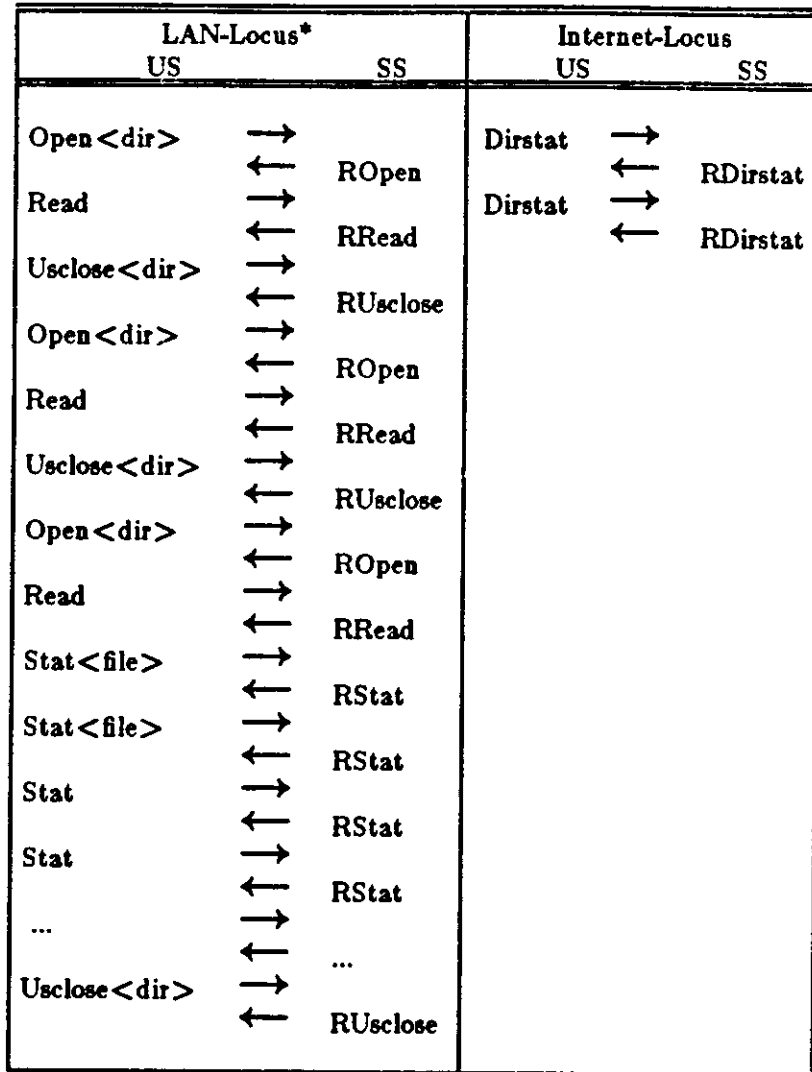 LAN-Locus* Internet-Locus
US SS US SS
Open<dir> → Dirstat →
← ROpen ← RDirstat
Read → Dirstat →
← RRead ← RDirstat
Usclose<dir> →
← RUsclose
Open<dir> →
← ROpen
Read →
← RRead
Usclose<dir> →
← RUsclose
Open<dir> →
← ROpen
Read →
← RRead
Stat<file> →
← RStat
Stat<file> →
← RStat
Stat →
← RStat
Stat →
← RStat
... →
← ...
Usclose<dir> →
← RUsclose